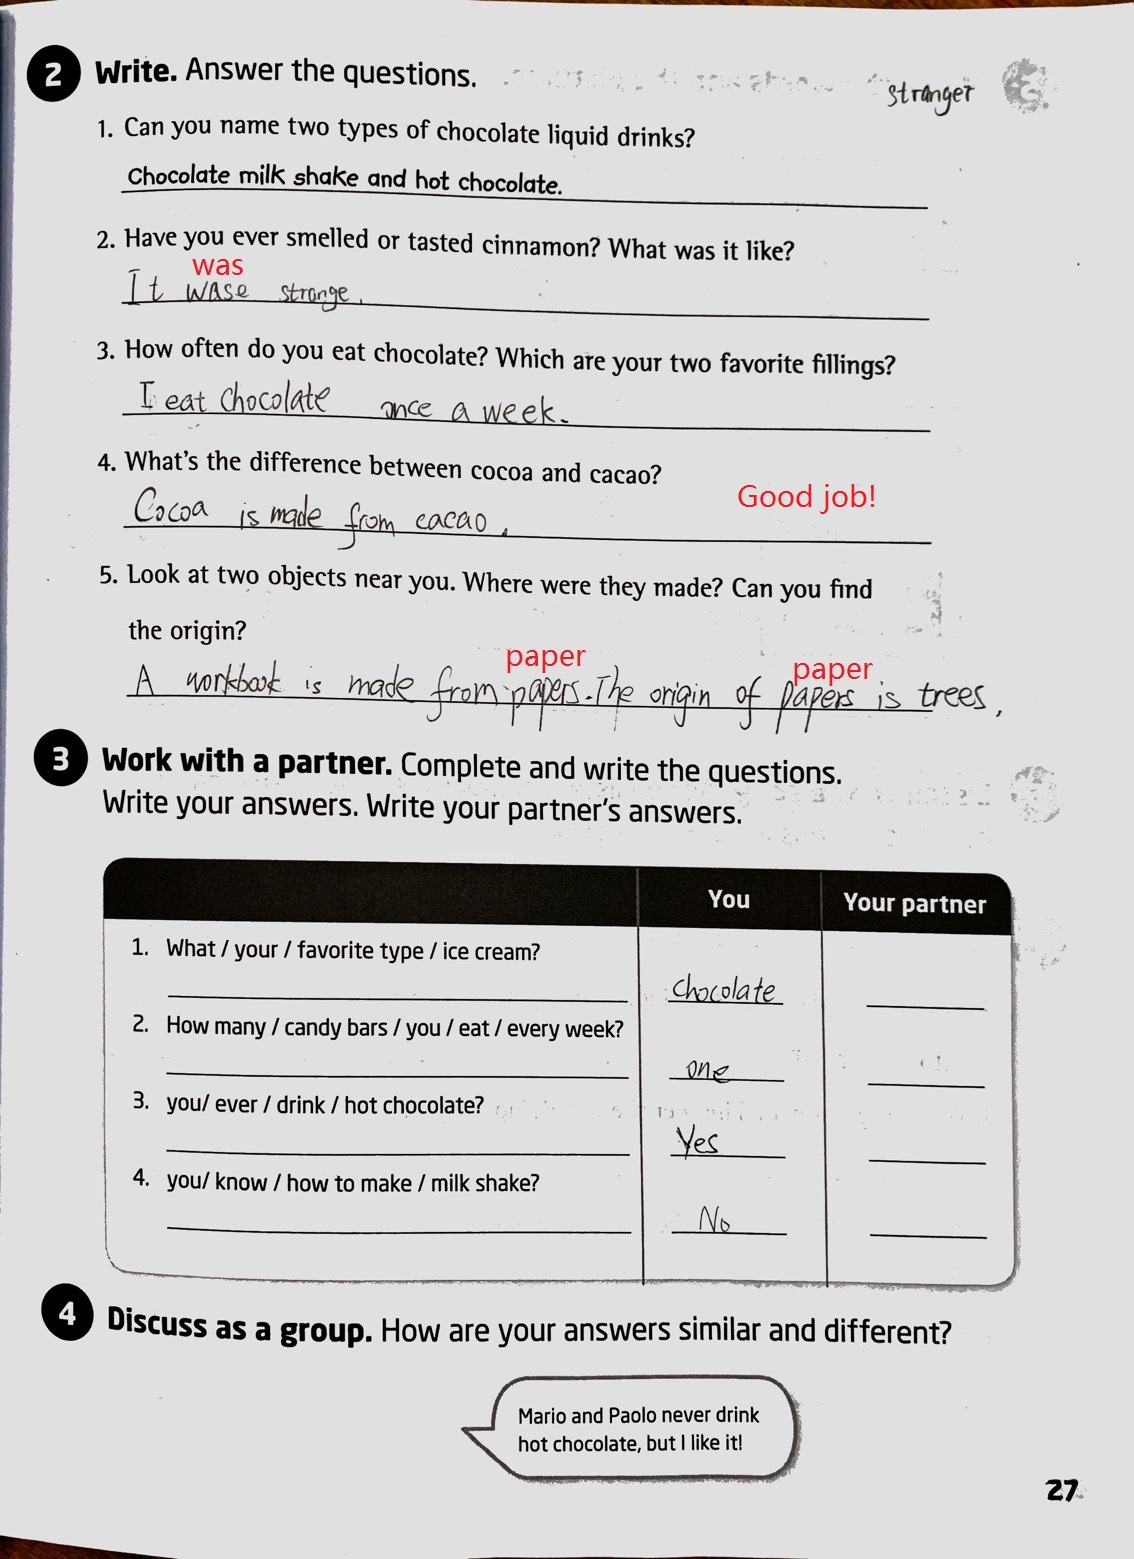 2 Write. Answer the questions.
stranger
1. Can you name two types of chocolate liquid drinks?
Chocolate milk shake and hot chocolate.
2. Have you ever smelled or tasted cinnamon? What was it like?
was
It wase strange.
3. How often do you eat chocolate? Which are your two favorite fillings?
I eat chocolate once a week.
4. What's the difference between cocoa and cacao?
Good job!
Cocoa is made from cacao.
5. Look at two objects near you. Where were they made? Can you find
the origin?
paper paper
A workbook is made from papers. The origin of papers is trees.
3 Work with a partner. Complete and write the questions.
Write your answers. Write your partner's answers.
You Your partner
1. What / your / favorite type / ice cream?
chocolate
2. How many / candy bars / you / eat / every week?
one
3. you/ ever / drink / hot chocolate?
Yes
4. you/ know / how to make / milk shake?
No
4 Discuss as a group. How are your answers similar and different?
Mario and Paolo never drink
hot chocolate, but I like it!
27